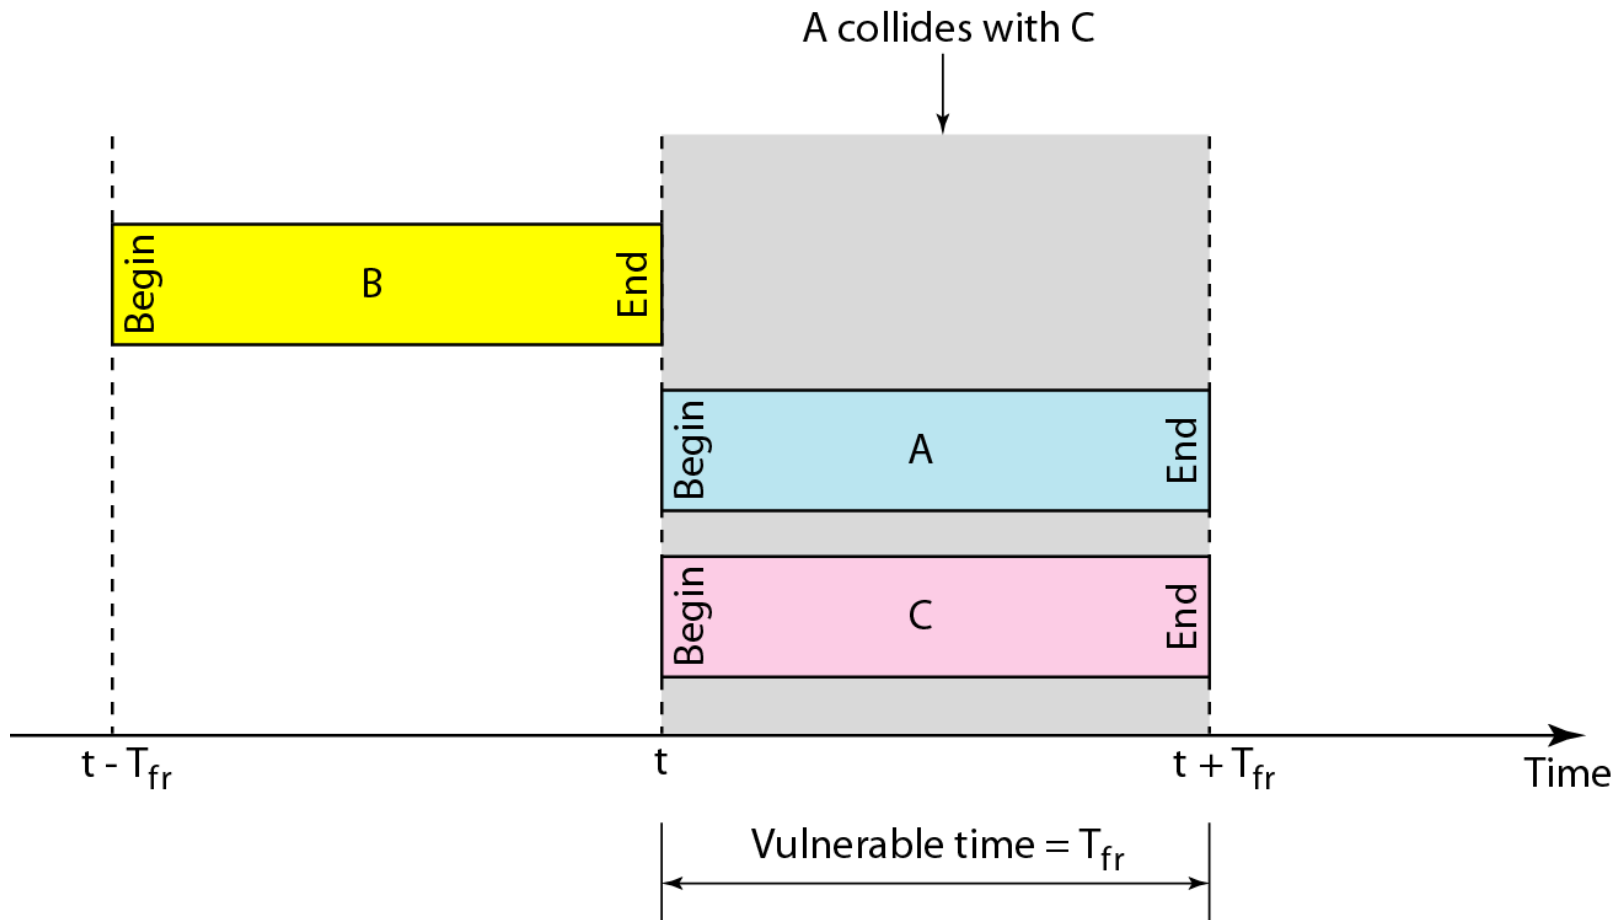 A collides with C
Begin
B
End
Begin
A
End
Begin
C
End
t - Tfr
t
t + Tfr
Time
Vulnerable time = Tfr